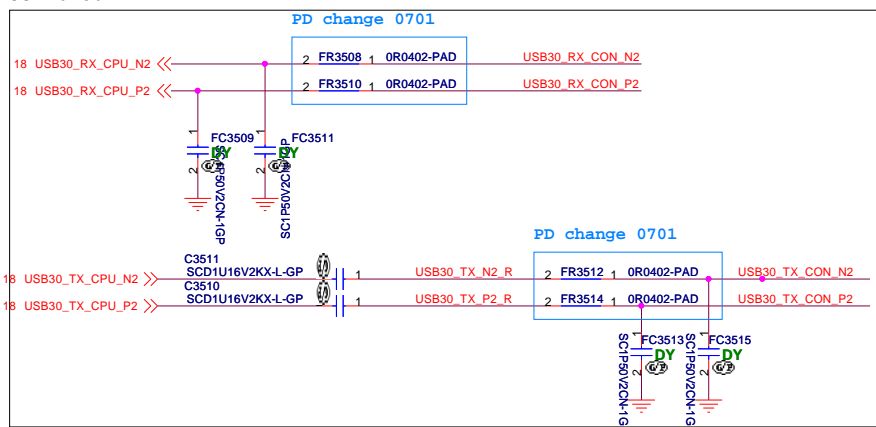 PD change 0701
18 USB30_RX_CPU_N2 2 FR3508 1 0R0402-PAD USB30_RX_CON_N2
18 USB30_RX_CPU_P2 2 FR3510 1 0R0402-PAD USB30_RX_CON_P2
1 FC3509 1 FC3511
DY DY
2 2
SC1P50V2CN-1GP
SC1P50V2CN-1GP
PD change 0701
C3511
SCD1U16V2KX-L-GP
18 USB30_TX_CPU_N2 1 USB30_TX_N2_R 2 FR3512 1 0R0402-PAD USB30_TX_CON_N2
C3510
SCD1U16V2KX-L-GP
18 USB30_TX_CPU_P2 1 USB30_TX_P2_R 2 FR3514 1 0R0402-PAD USB30_TX_CON_P2
1 FC3513 1 FC3515
DY DY
2 2
SC1P50V2CN-1G
SC1P50V2CN-1G